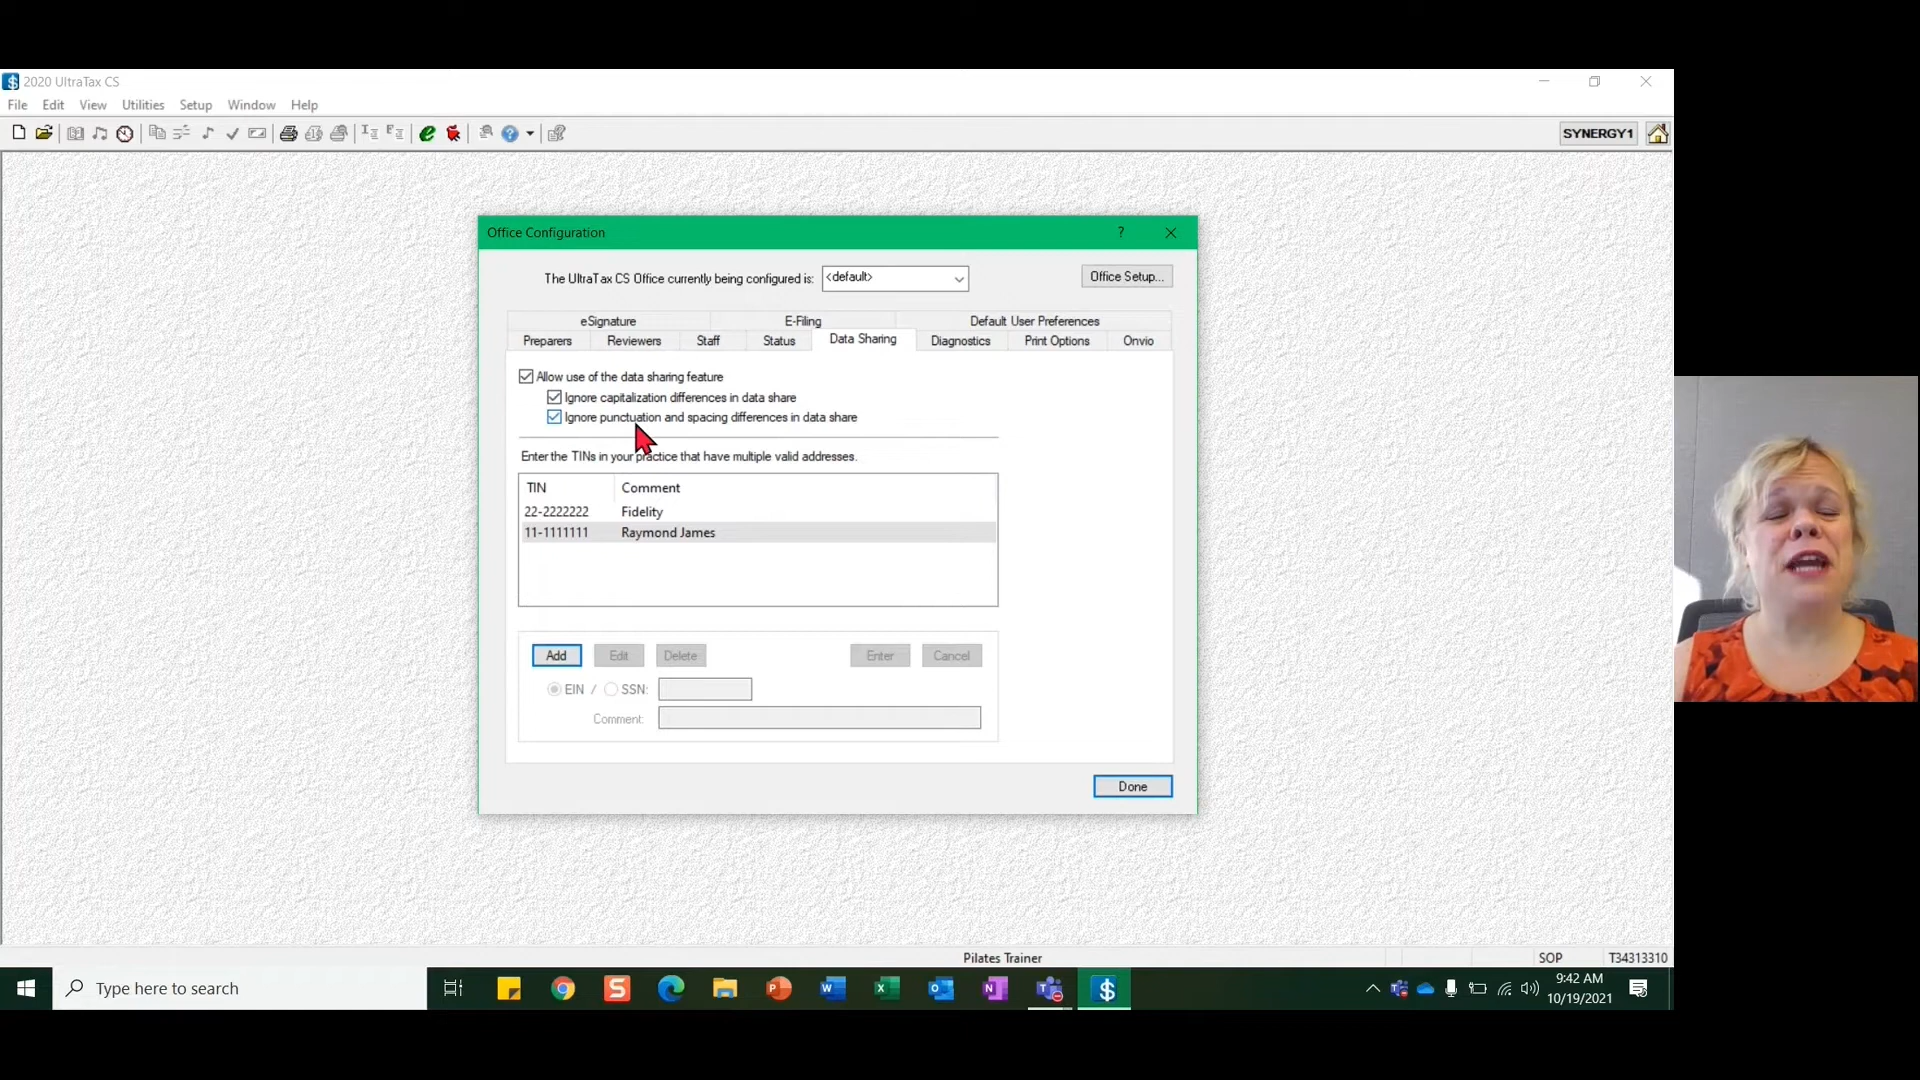 2020 UltraTax CS
File Edit View Utilities Setup Window Help
SYNERGY1
Office Configuration
?
The UltraTax CS Office currently being configured is: <default> Office Setup...
eSignature E-Filing Default User Preferences
Preparers Reviewers Staff Status Data Sharing Diagnostics Print Options Onvio
Allow use of the data sharing feature
Ignore capitalization differences in data share
Ignore punctuation and spacing differences in data share
Enter the TINs in your practice that have multiple valid addresses.
TIN Comment
22-2222222 Fidelity
11-1111111 Raymond James
Add Edit Delete Enter Cancel
EIN / SSN:
Comment:
Done
Pilates Trainer SOP T34313310
Type here to search
9:42 AM
10/19/2021